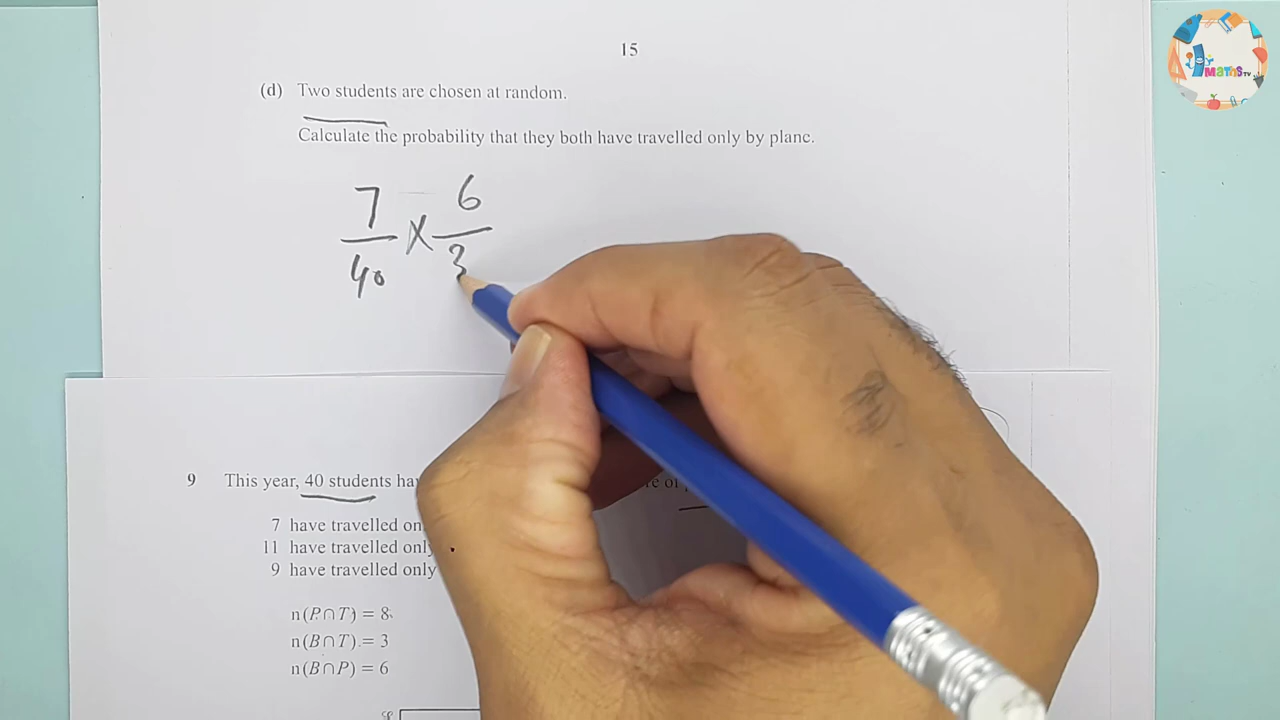 15
(d) Two students are chosen at random.
Calculate the probability that they both have travelled only by plane.
7 6
×
40 3
9 This year, 40 students
7 have travelled
11 have travelled only
9 have travelled only
n(P∩T) = 8
n(B∩T) = 3
n(B∩P) = 6
MATHS TV